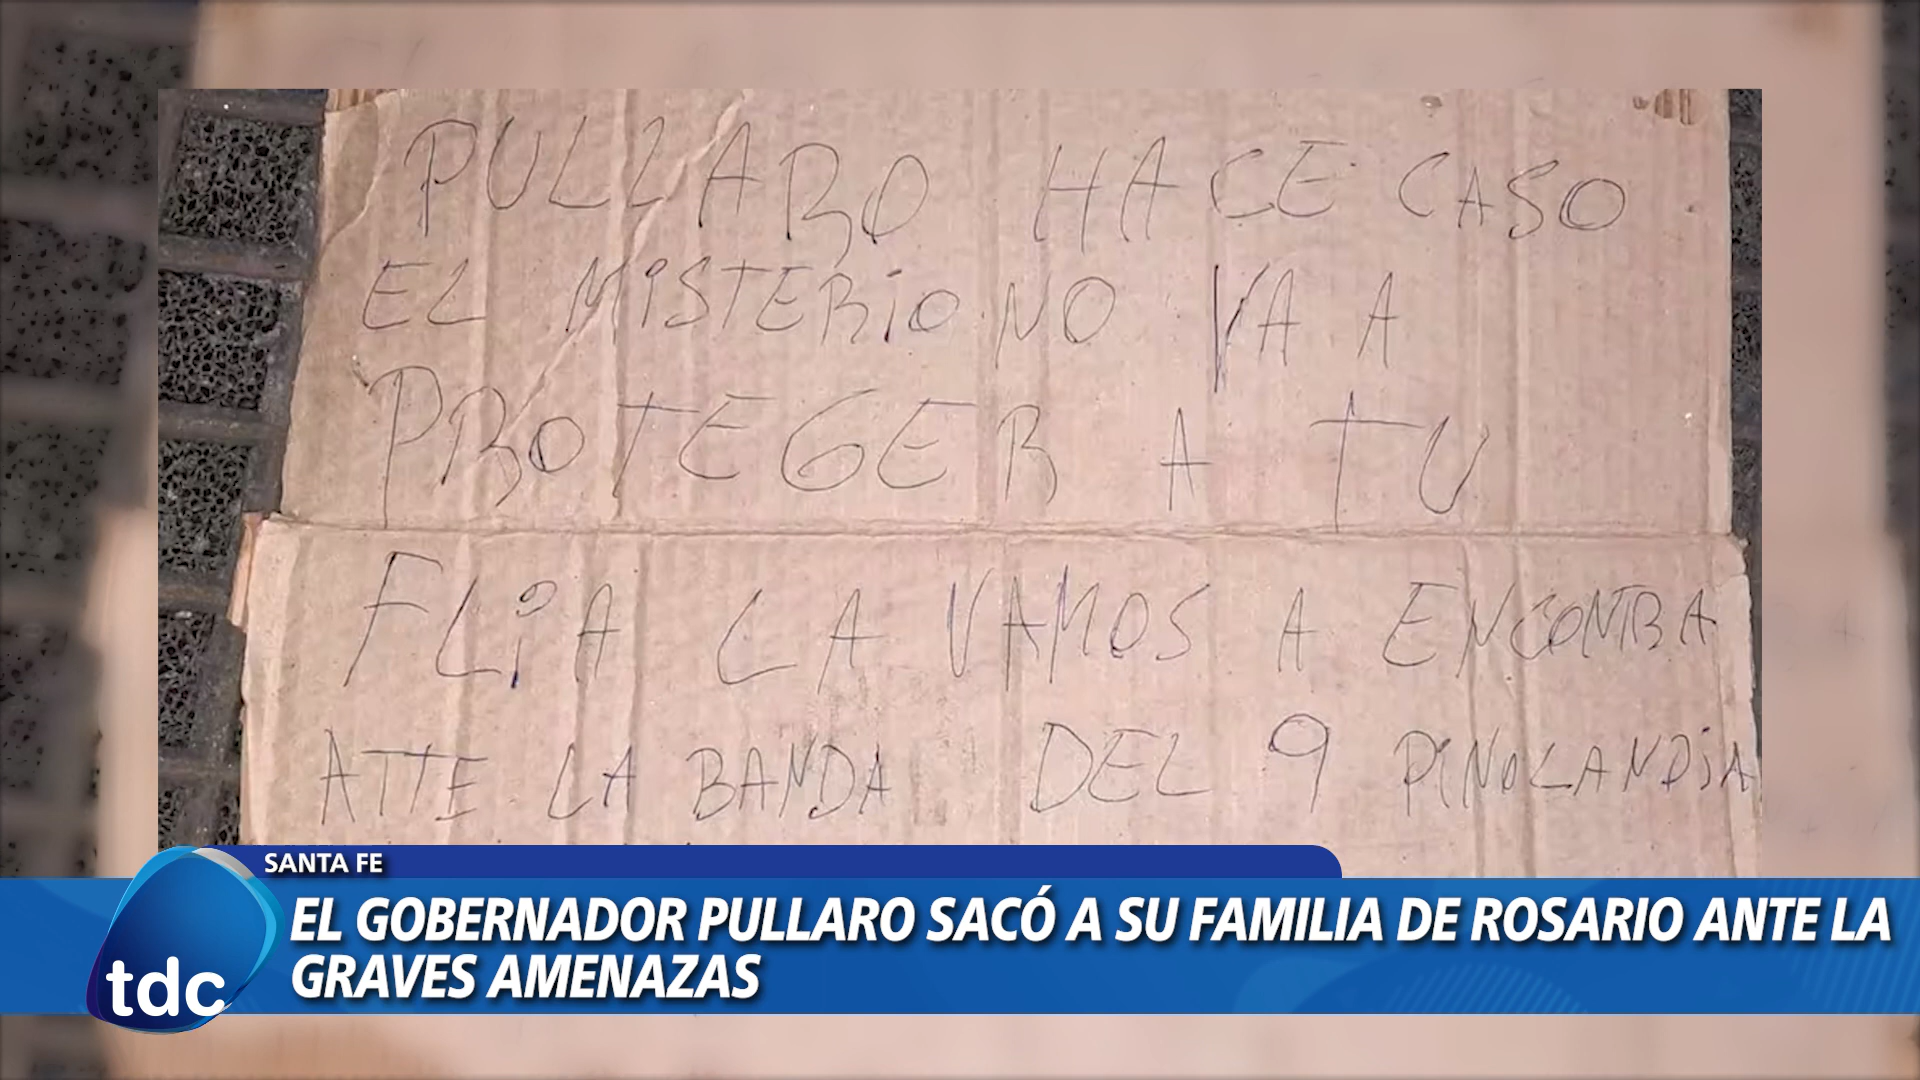 PULLARO HACE CASO
EL MiSTERiO NO VA A
PROTEGER A TU
FLiA LA VAMOS A ENCONTRA
ATTE LA BANDA DEL 9 PINOLANDiA
SANTA FE
EL GOBERNADOR PULLARO SACÓ A SU FAMILIA DE ROSARIO ANTE LA
GRAVES AMENAZAS
tdc